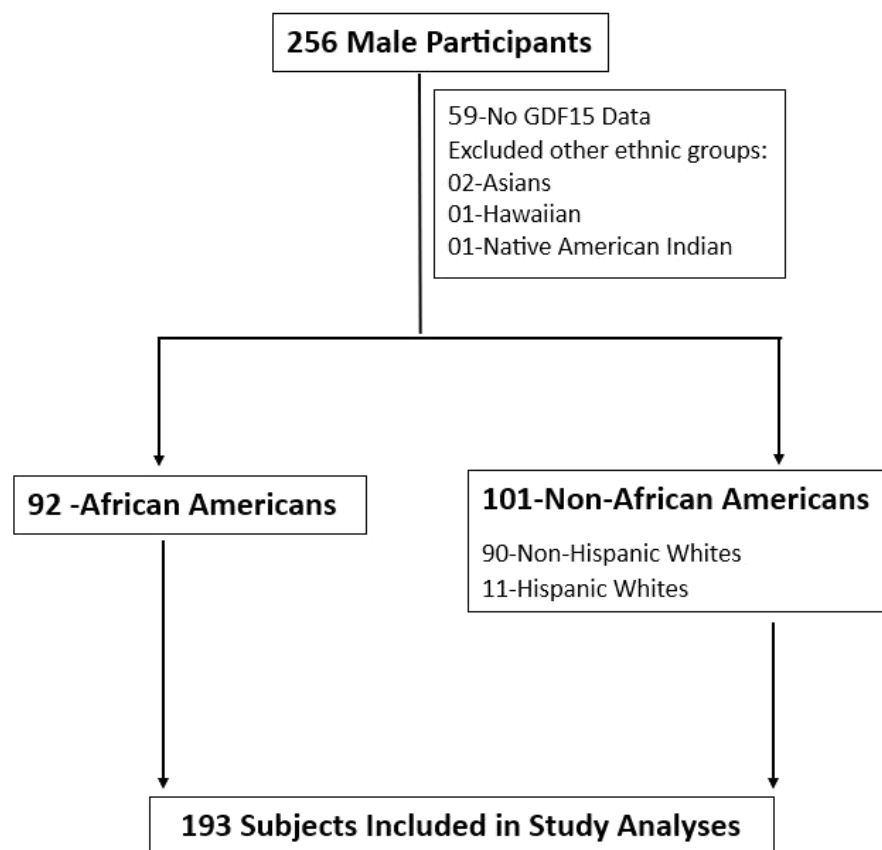 256 Male Participants
59-No GDF15 Data
Excluded other ethnic groups:
02-Asians
01-Hawaiian
01-Native American Indian
92 -African Americans
101-Non-African Americans
90-Non-Hispanic Whites
11-Hispanic Whites
193 Subjects Included in Study Analyses